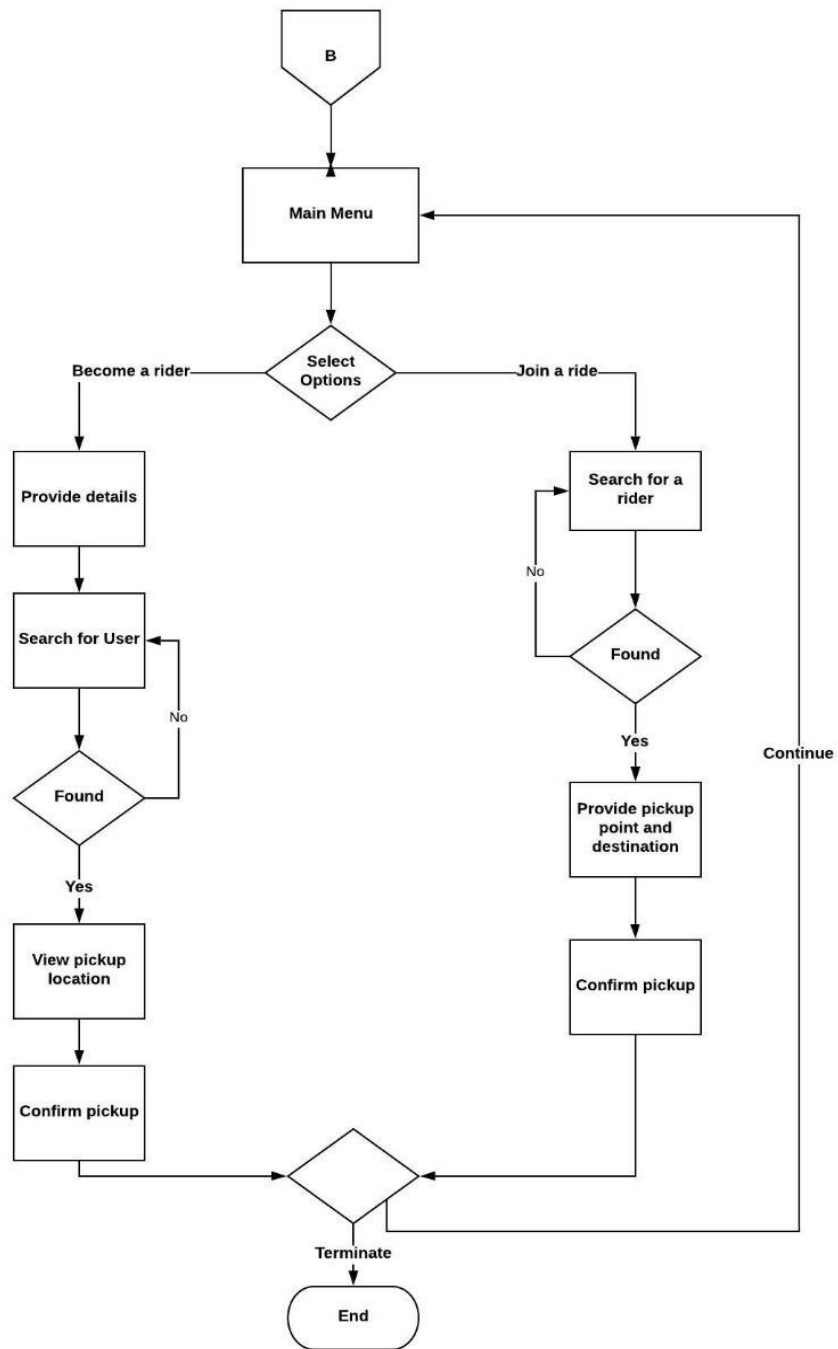 B
Main Menu
Select
Options
Become a rider
Join a ride
Provide details
Search for a
rider
No
Search for User
Found
No
Yes
Continue
Found
Provide pickup
point and
destination
Yes
View pickup
location
Confirm pickup
Confirm pickup
Terminate
End